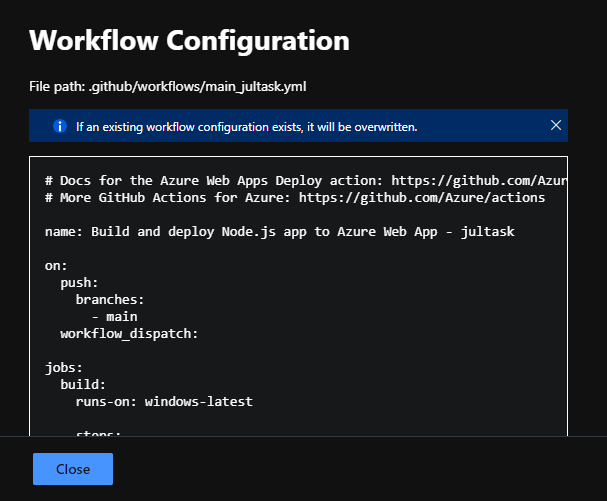 Workflow Configuration
File path: .github/workflows/main_jultask.yml
If an existing workflow configuration exists, it will be overwritten.
# Docs for the Azure Web Apps Deploy action: https://github.com/Azur
# More GitHub Actions for Azure: https://github.com/Azure/actions
name: Build and deploy Node.js app to Azure Web App - jultask
on:
push:
branches:
- main
workflow_dispatch:
jobs:
build:
runs-on: windows-latest
steps:
Close